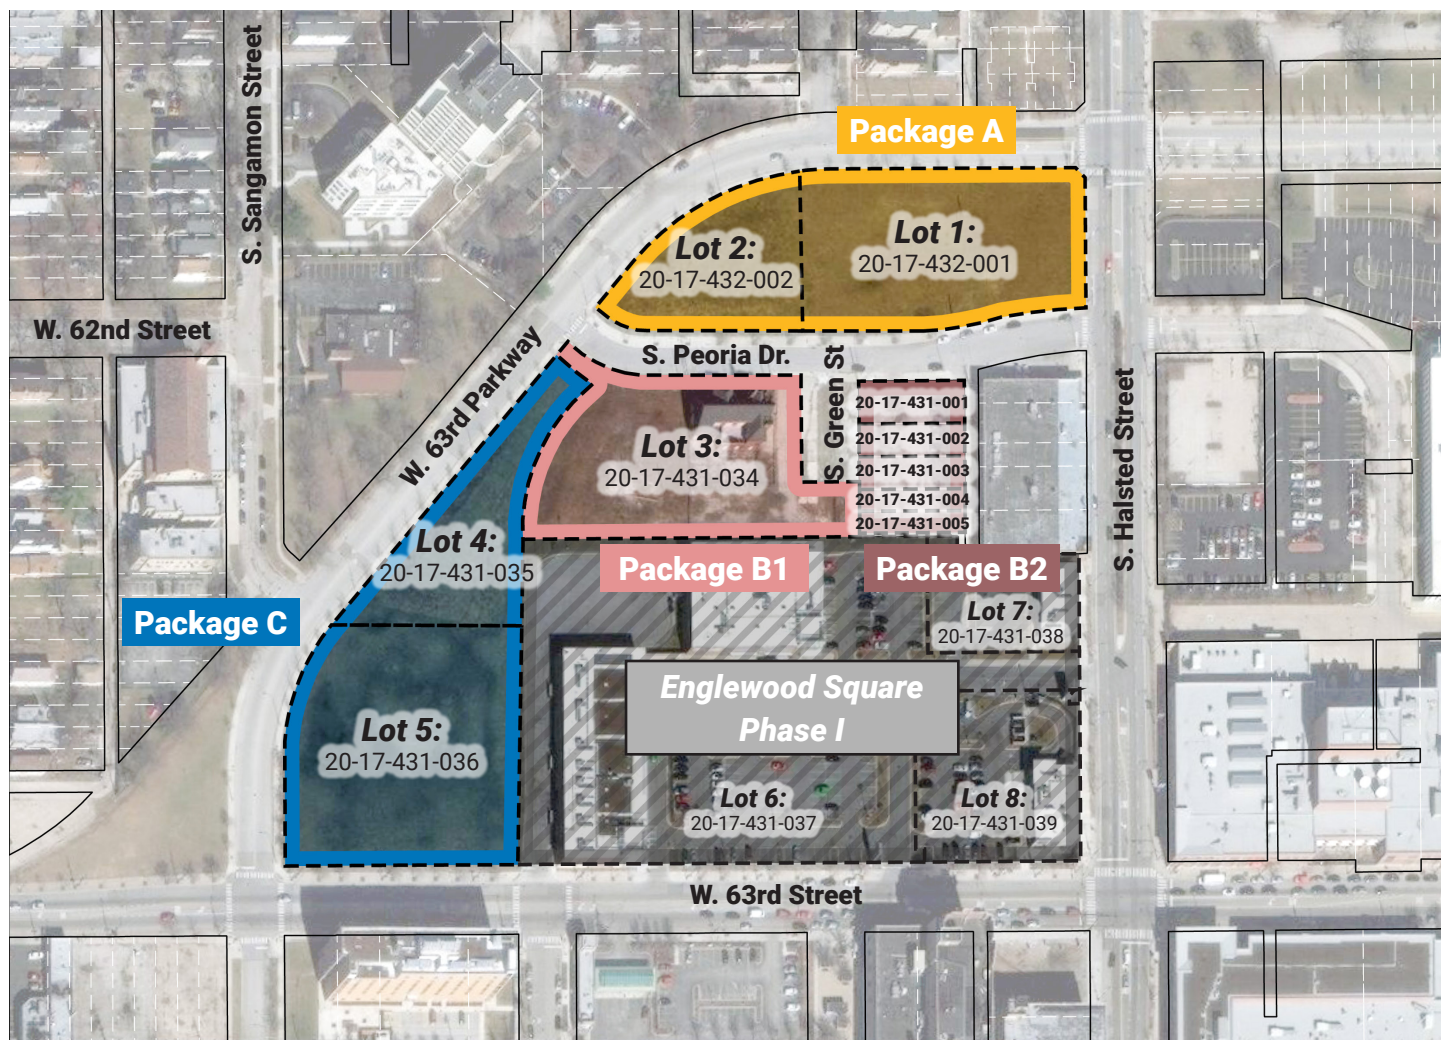 S. Sangamon Street
Package A
Lot 1:
20-17-432-001
Lot 2:
20-17-432-002
W. 62nd Street
W. 63rd Parkway
S. Peoria Dr.
S. Green St
S. Halsted Street
20-17-431-001
20-17-431-002
20-17-431-003
20-17-431-004
20-17-431-005
Lot 3:
20-17-431-034
Lot 4:
20-17-431-035
Package B1
Package B2
Package C
Lot 7:
20-17-431-038
Englewood Square
Phase I
Lot 5:
20-17-431-036
Lot 6:
20-17-431-037
Lot 8:
20-17-431-039
W. 63rd Street